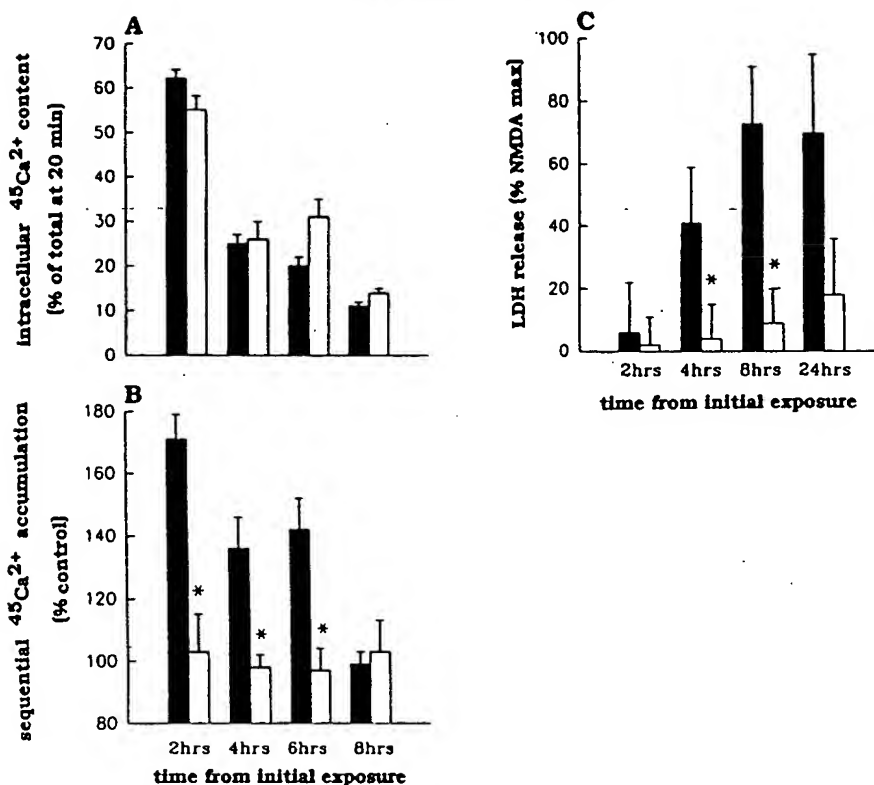 A
intracellular 45Ca2+ content
(% of total at 20 min)
70
60
50
40
30
20
10
0
B
sequential 45Ca2+ accumulation
(% control)
180
160
140
120
100
80
*
*
*
2hrs 4hrs 6hrs 8hrs
time from initial exposure
C
LDH release (% NMDA max)
100
80
60
40
20
0
*
*
2hrs 4hrs 8hrs 24hrs
time from initial exposure